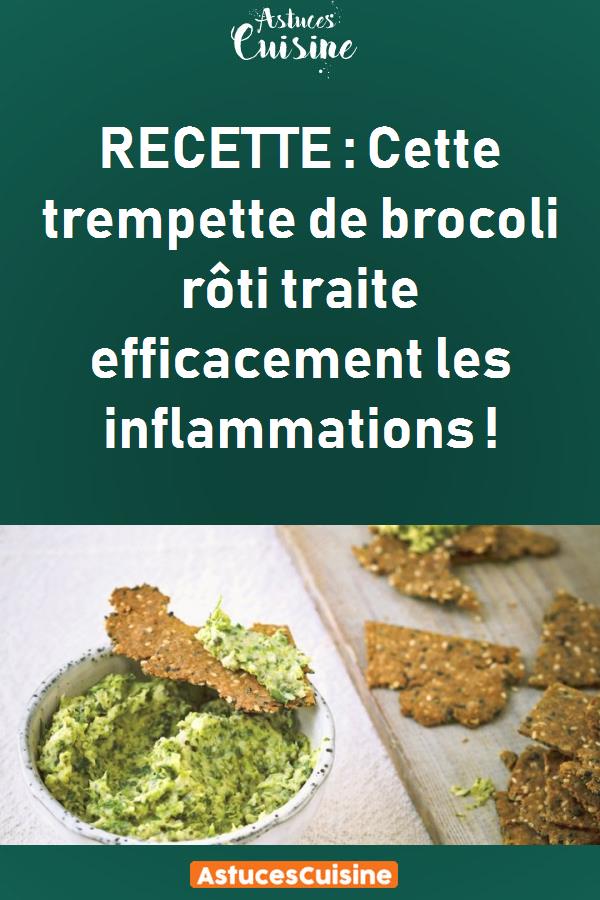 Astuces
Cuisine
RECETTE : Cette
trempette de brocoli
rôti traite
efficacement les
inflammations !
AstucesCuisine